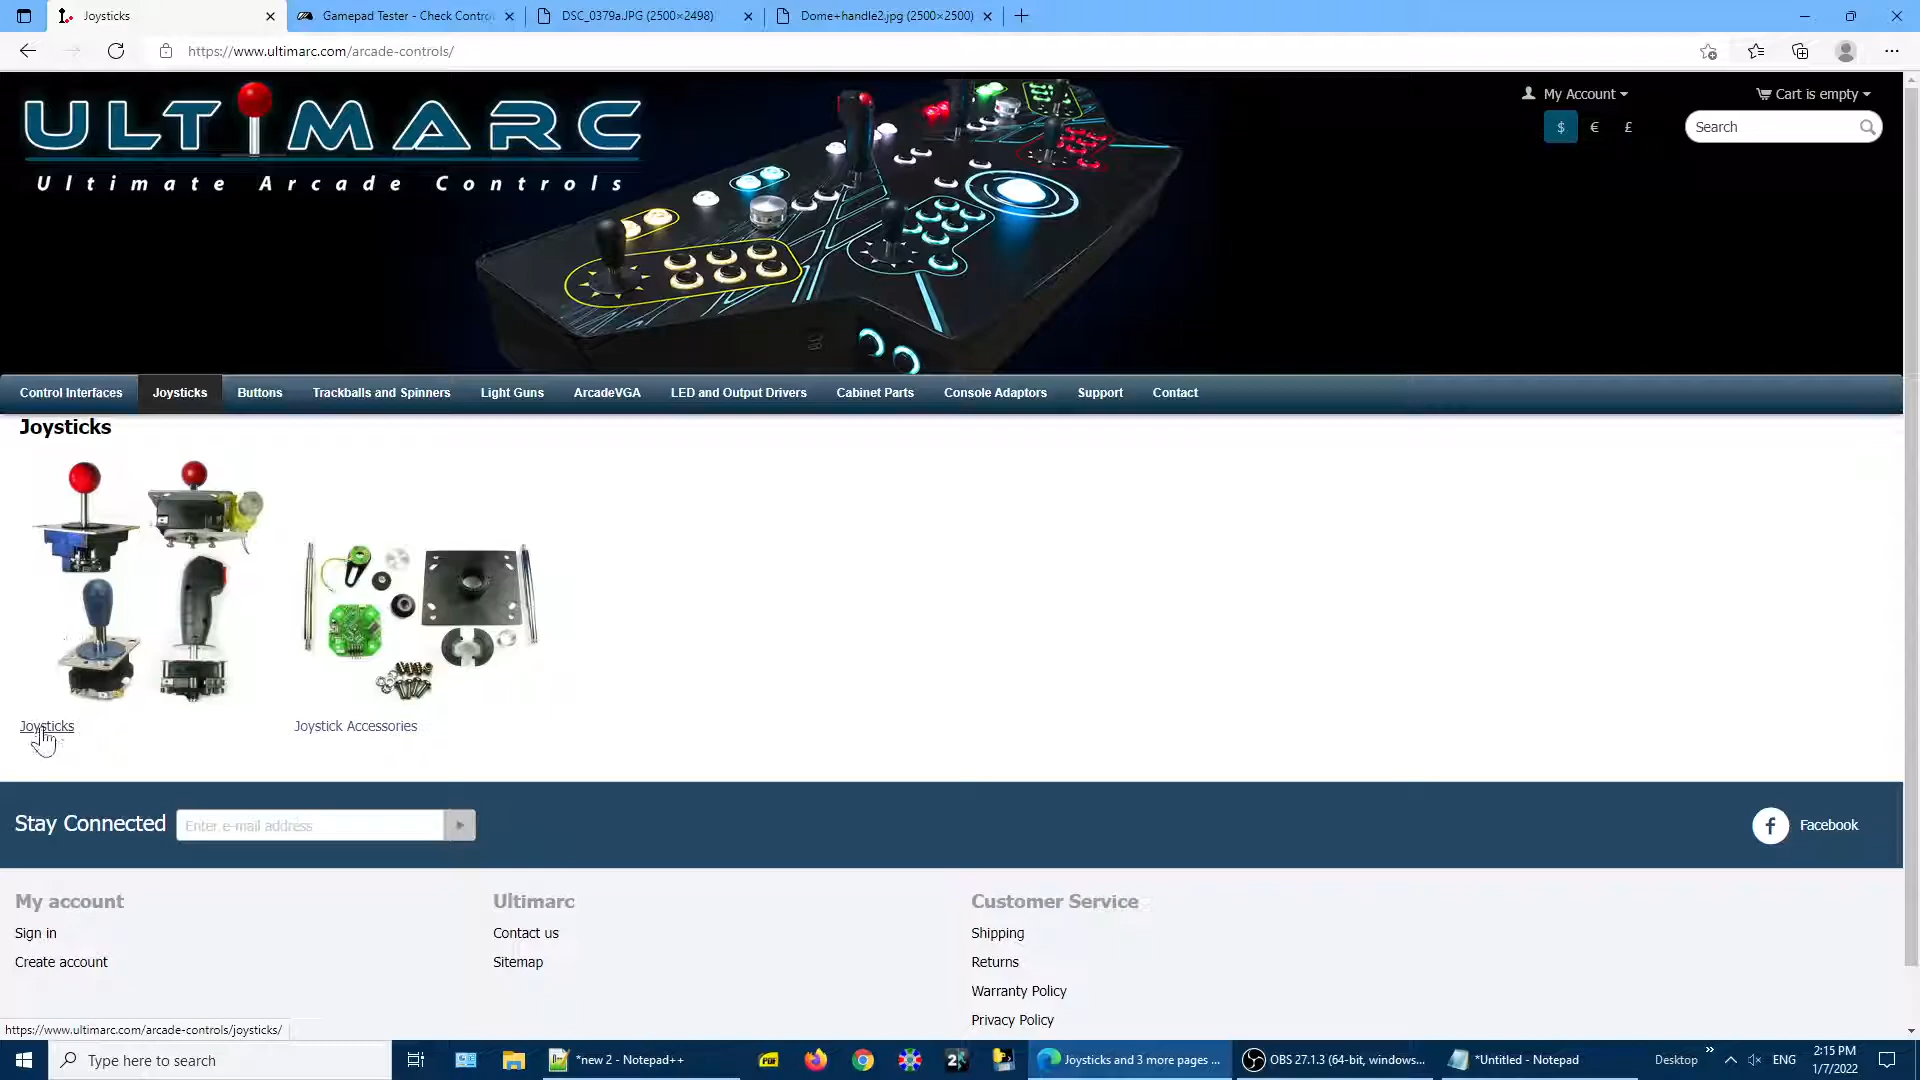 Joysticks
Gamepad Tester - Check Contro
DSC_0379a.JPG (2500×2498)
Dome+handle2.jpg (2500×2500)
https://www.ultimarc.com/arcade-controls/
ULTIMARC
Ultimate Arcade Controls
My Account
Cart is empty
$
€
£
Search
Control Interfaces
Joysticks
Buttons
Trackballs and Spinners
Light Guns
ArcadeVGA
LED and Output Drivers
Cabinet Parts
Console Adaptors
Support
Contact
Joysticks
Joysticks
Joystick Accessories
Stay Connected
Enter e-mail address
Facebook
My account
Ultimarc
Customer Service
Sign in
Contact us
Shipping
Create account
Sitemap
Returns
Warranty Policy
Privacy Policy
https://www.ultimarc.com/arcade-controls/joysticks/
Type here to search
*new 2 - Notepad++
Joysticks and 3 more pages ...
OBS 27.1.3 (64-bit, windows...
*Untitled - Notepad
Desktop
ENG
2:15 PM
1/7/2022